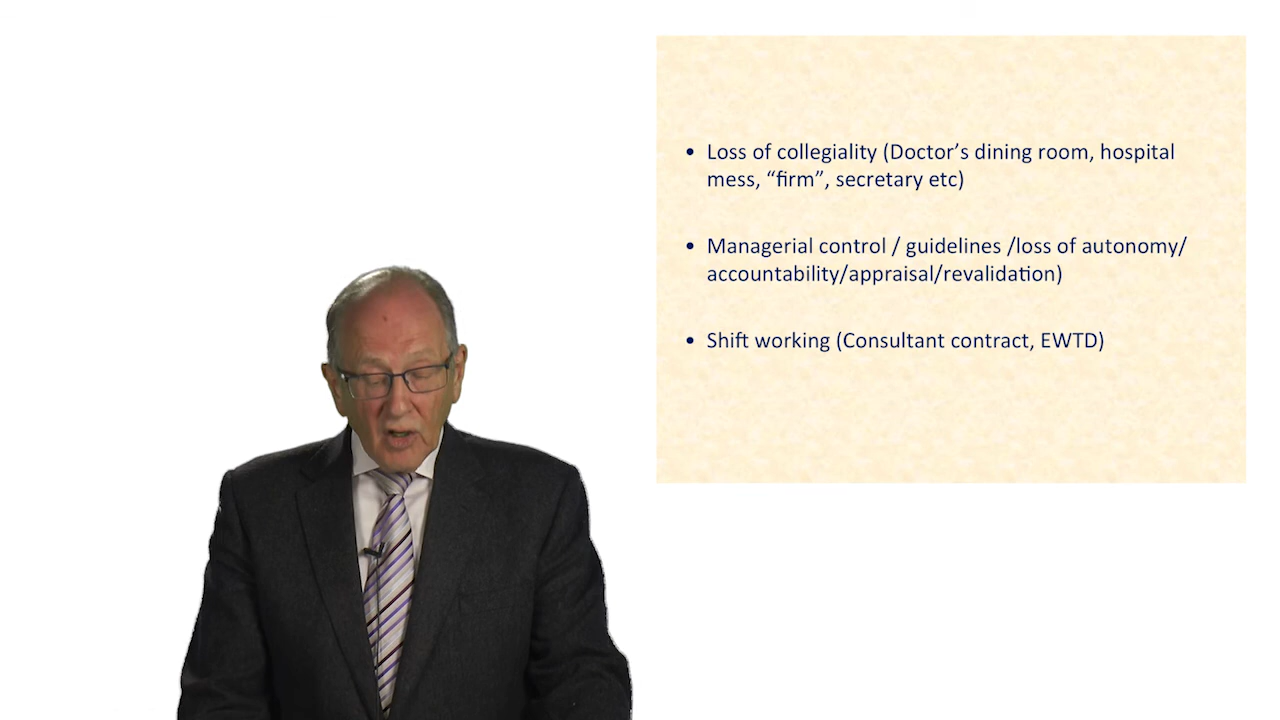 • Loss of collegiality (Doctor’s dining room, hospital
mess, “firm”, secretary etc)
• Managerial control / guidelines /loss of autonomy/
accountability/appraisal/revalidation)
• Shift working (Consultant contract, EWTD)